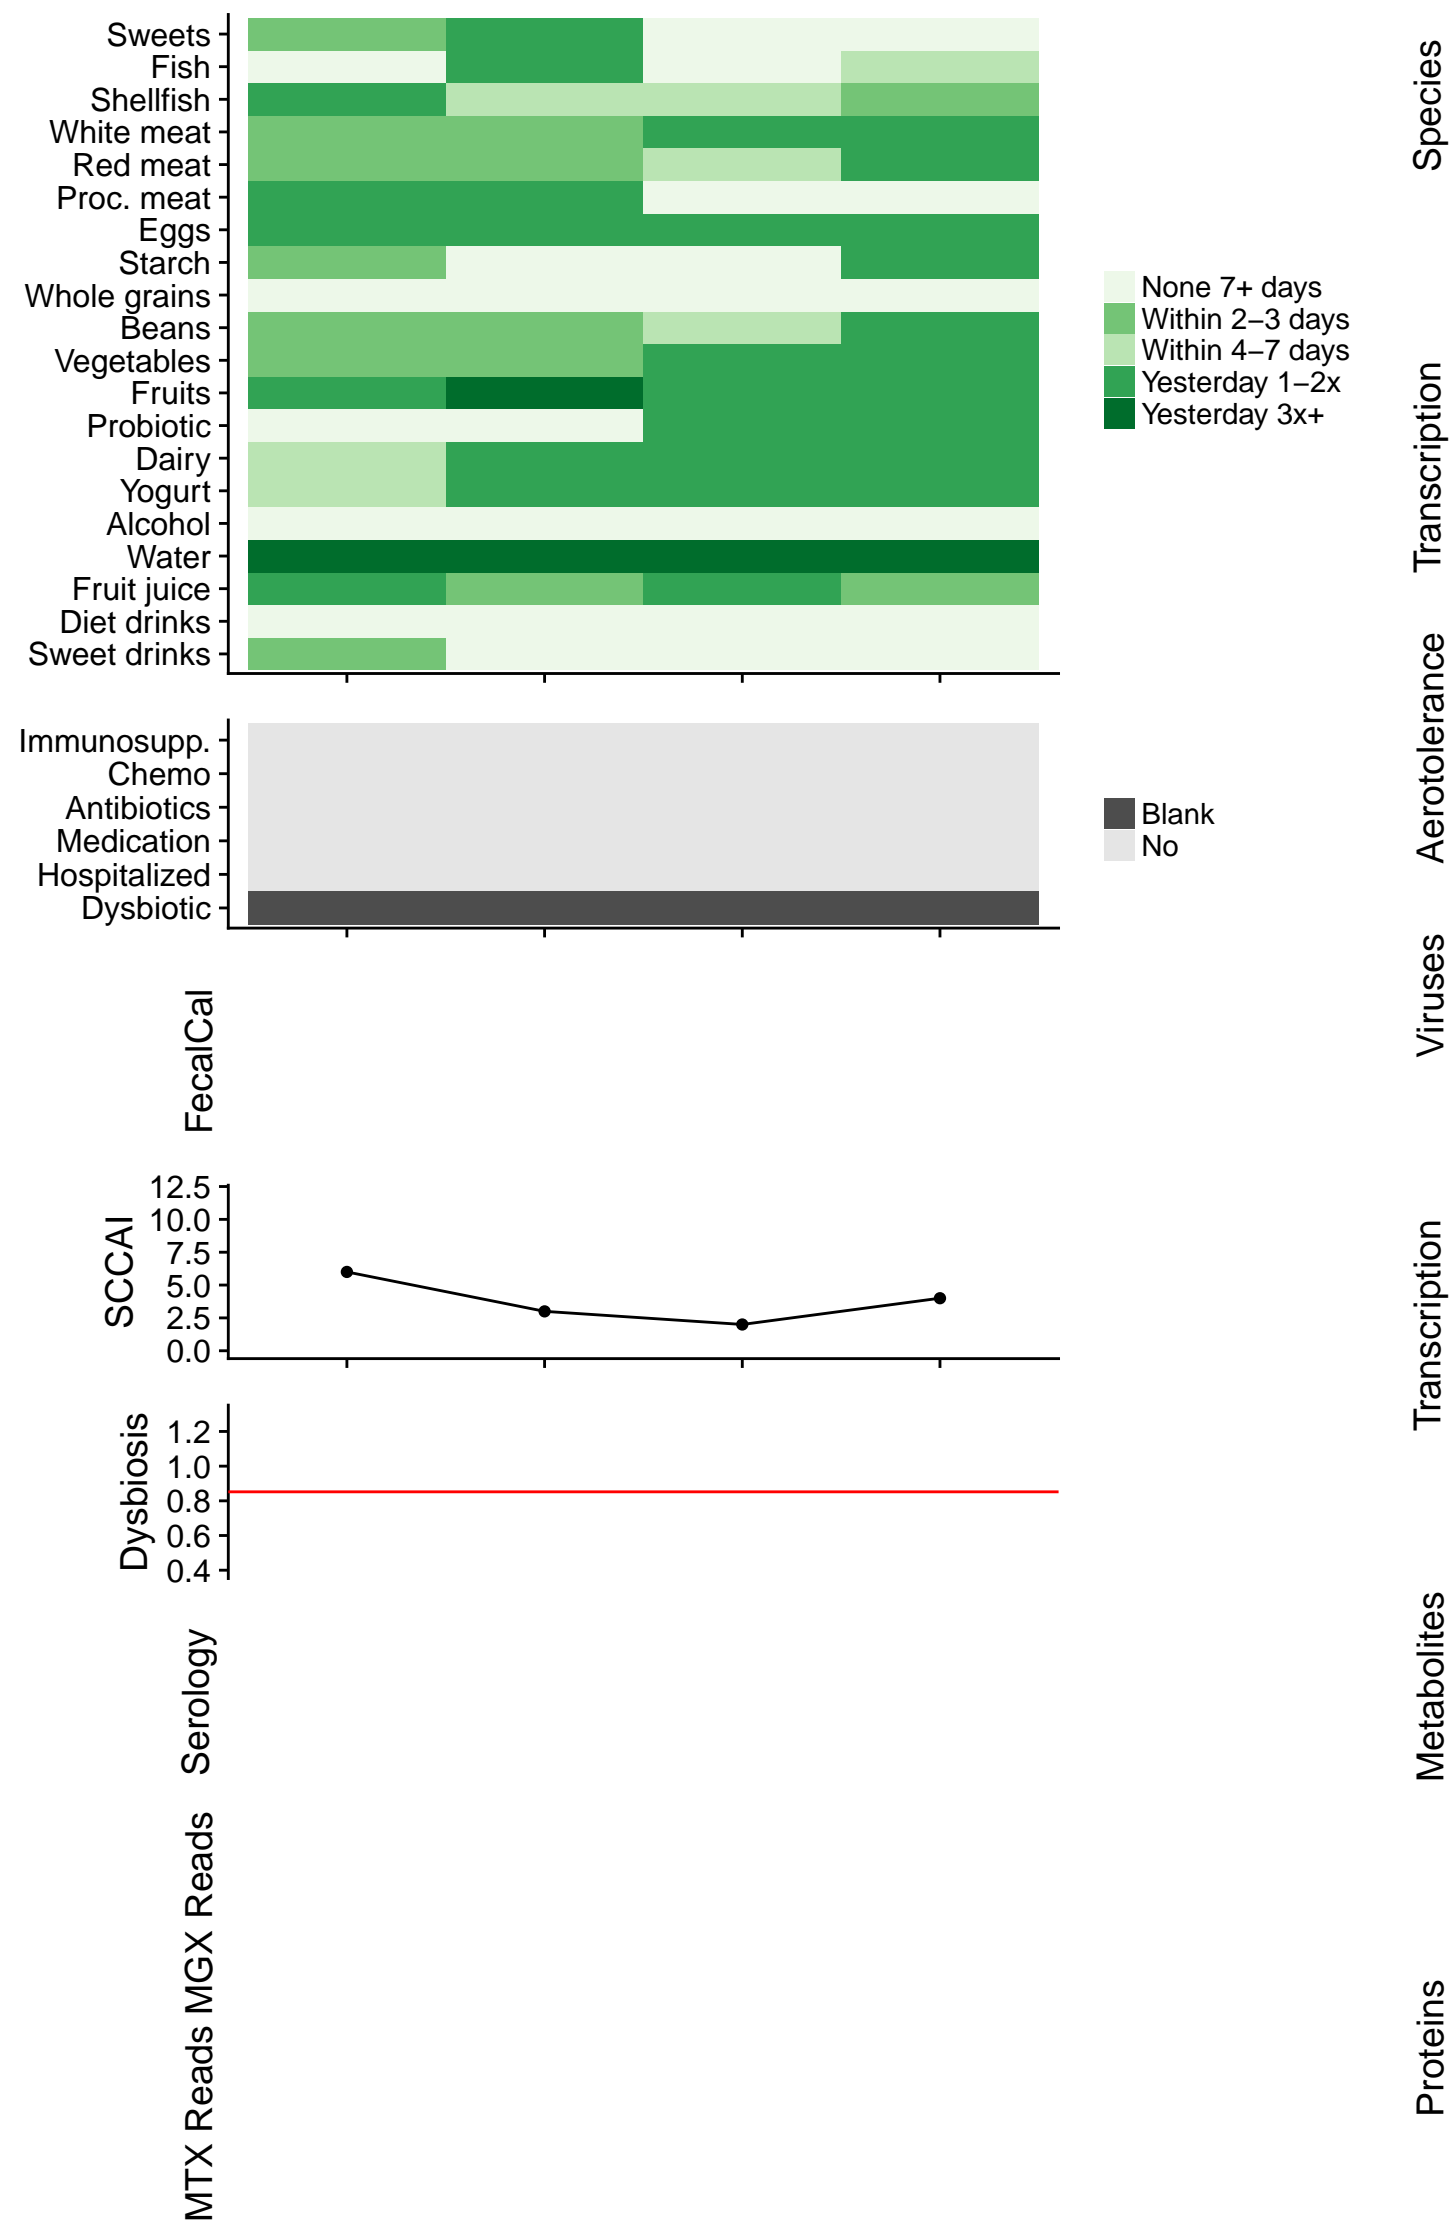 Sweets
Fish
Shellfish
White meat
Red meat
Proc. meat
Eggs
Starch
Whole grains
Beans
Vegetables
Fruits
Probiotic
Dairy
Yogurt
Alcohol
Water
Fruit juice
Diet drinks
Sweet drinks
None 7+ days
Within 2–3 days
Within 4–7 days
Yesterday 1–2x
Yesterday 3x+
Immunosupp.
Chemo
Antibiotics
Medication
Hospitalized
Dysbiotic
Blank
No
FecalCal
SCCAI
12.5
10.0
7.5
5.0
2.5
0.0
Dysbiosis
1.2
1.0
0.8
0.6
0.4
Serology
MGX Reads
MTX Reads
Species
Transcription
Aerotolerance
Viruses
Transcription
Metabolites
Proteins